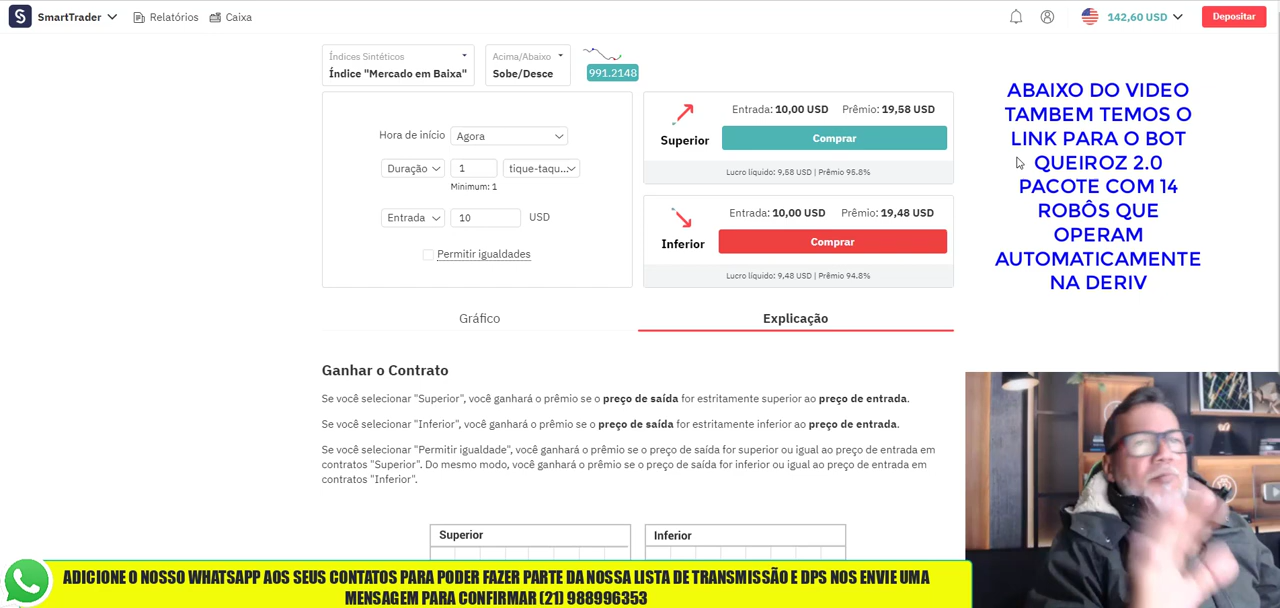 SmartTrader
Relatórios
Caixa
142,60 USD
Depositar
Índices Sintéticos
Índice "Mercado em Baixa"
Acima/Abaixo
Sobe/Desce
991.2148
Hora de início
Agora
Duração
1
tique-taqu...
Minimum: 1
Entrada
10
USD
Permitir igualdades
Superior
Entrada: 10,00 USD Prêmio: 19,58 USD
Comprar
Lucro líquido: 9,58 USD | Prêmio 95.8%
Inferior
Entrada: 10,00 USD Prêmio: 19,48 USD
Comprar
Lucro líquido: 9,48 USD | Prêmio 94.8%
ABAIXO DO VIDEO
TAMBEM TEMOS O
LINK PARA O BOT
QUEIROZ 2.0
PACOTE COM 14
ROBÔS QUE
OPERAM
AUTOMATICAMENTE
NA DERIV
Gráfico
Explicação
Ganhar o Contrato
Se você selecionar "Superior", você ganhará o prêmio se o preço de saída for estritamente superior ao preço de entrada.
Se você selecionar "Inferior", você ganhará o prêmio se o preço de saída for estritamente inferior ao preço de entrada.
Se você selecionar "Permitir igualdade", você ganhará o prêmio se o preço de saída for superior ou igual ao preço de entrada em
contratos "Superior". Do mesmo modo, você ganhará o prêmio se o preço de saída for inferior ou igual ao preço de entrada em
contratos "Inferior".
Superior
Inferior
ADICIONE O NOSSO WHATSAPP AOS SEUS CONTATOS PARA PODER FAZER PARTE DA NOSSA LISTA DE TRANSMISSÃO E DPS NOS ENVIE UMA
MENSAGEM PARA CONFIRMAR (21) 988996353